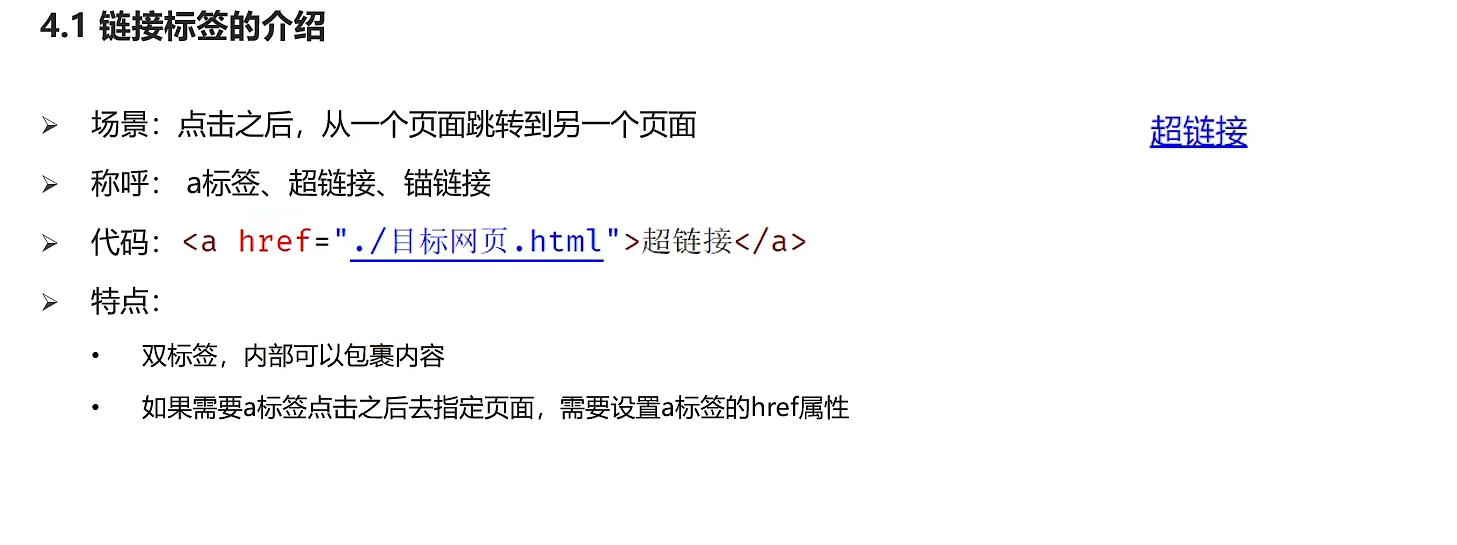 4.1 链接标签的介绍
➢ 场景：点击之后，从一个页面跳转到另一个页面
超链接
➢ 称呼： a标签、超链接、锚链接
➢ 代码：<a href="./目标网页.html">超链接</a>
➢ 特点：
• 双标签，内部可以包裹内容
• 如果需要a标签点击之后去指定页面，需要设置a标签的href属性